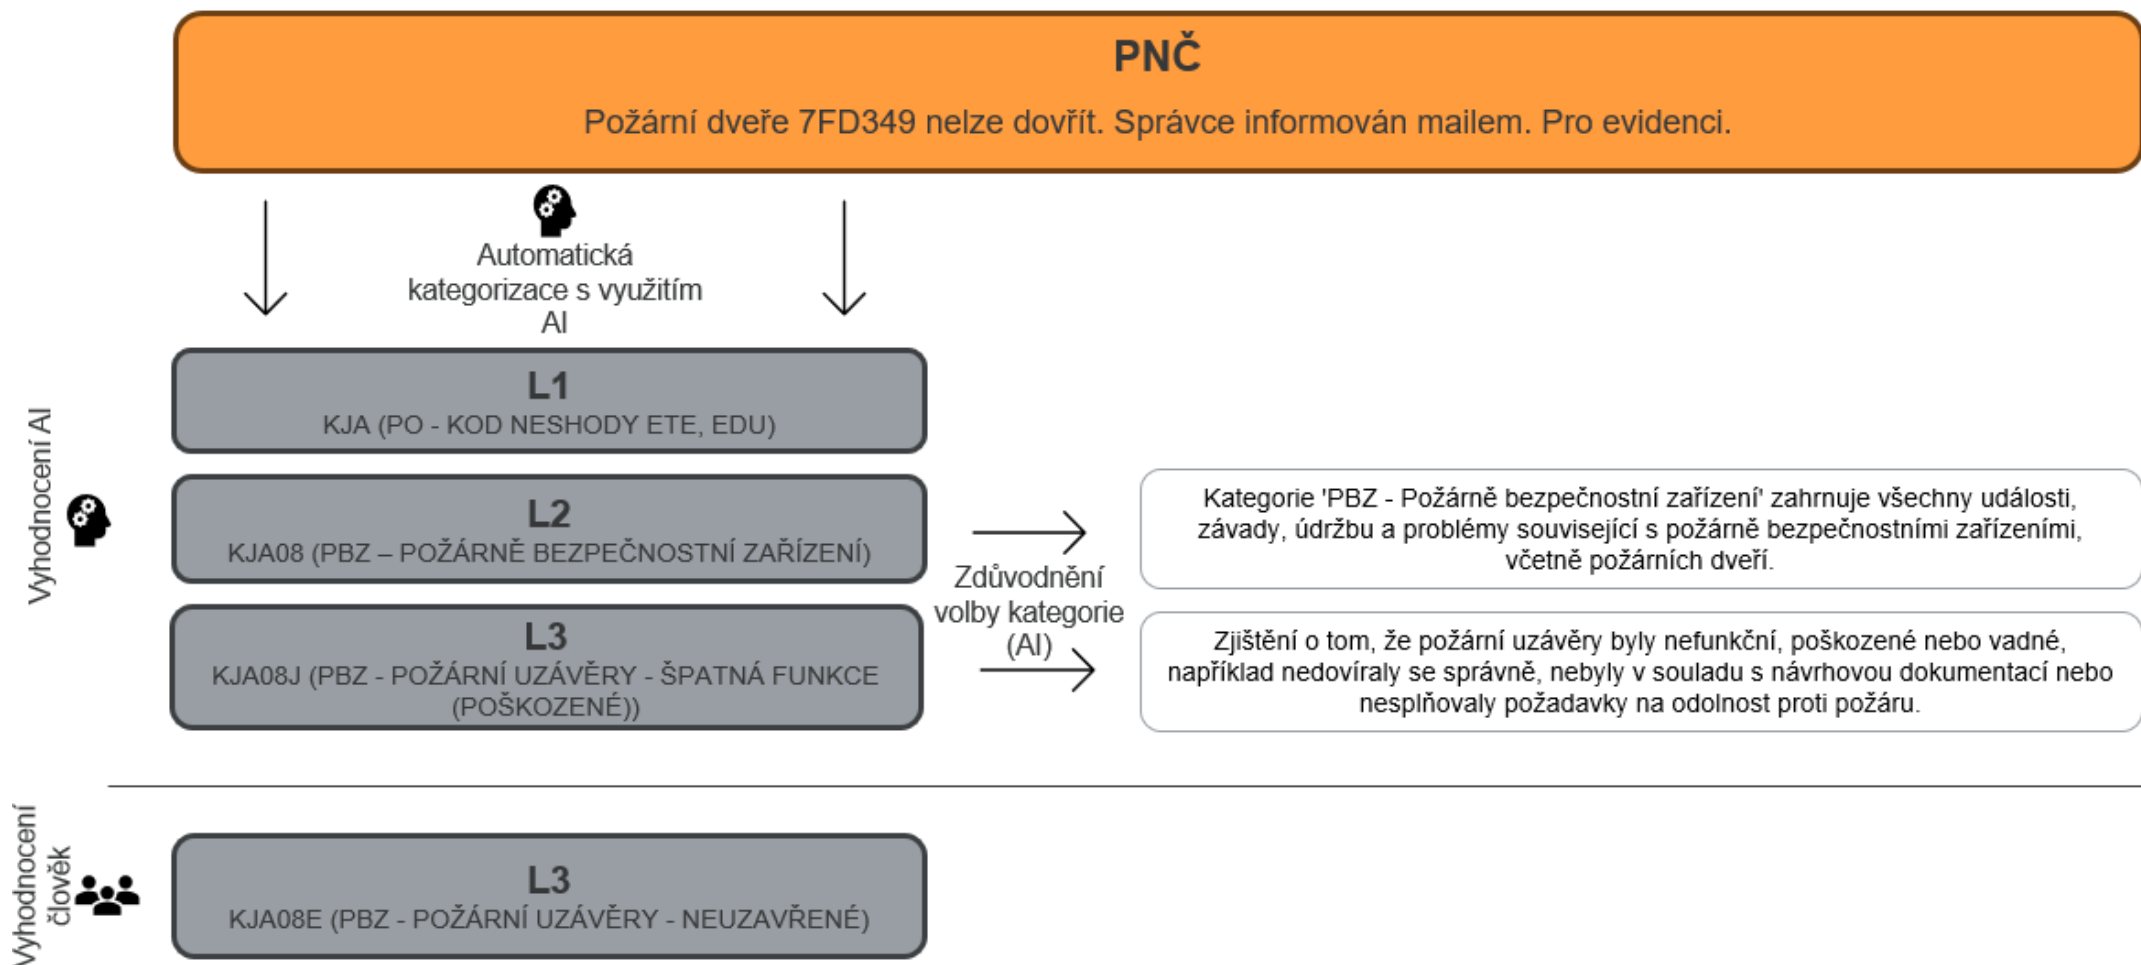 PNČ
Požární dveře 7FD349 nelze dovřít. Správce informován mailem. Pro evidenci.
Automatická
kategorizace s využitím
AI
Vyhodnocení AI
L1
KJA (PO - KOD NESHODY ETE, EDU)
L2
KJA08 (PBZ – POŽÁRNĚ BEZPEČNOSTNÍ ZAŘÍZENÍ)
L3
KJA08J (PBZ - POŽÁRNÍ UZÁVĚRY - ŠPATNÁ FUNKCE
(POŠKOZENÉ))
Zdůvodnění
volby kategorie
(AI)
Kategorie 'PBZ - Požárně bezpečnostní zařízení' zahrnuje všechny události,
závady, údržbu a problémy související s požárně bezpečnostními zařízeními,
včetně požárních dveří.
Zjištění o tom, že požární uzávěry byly nefunkční, poškozené nebo vadné,
například nedovíraly se správně, nebyly v souladu s návrhovou dokumentací nebo
nesplňovaly požadavky na odolnost proti požáru.
Vyhodnocení
člověk
L3
KJA08E (PBZ - POŽÁRNÍ UZÁVĚRY - NEUZAVŘENÉ)